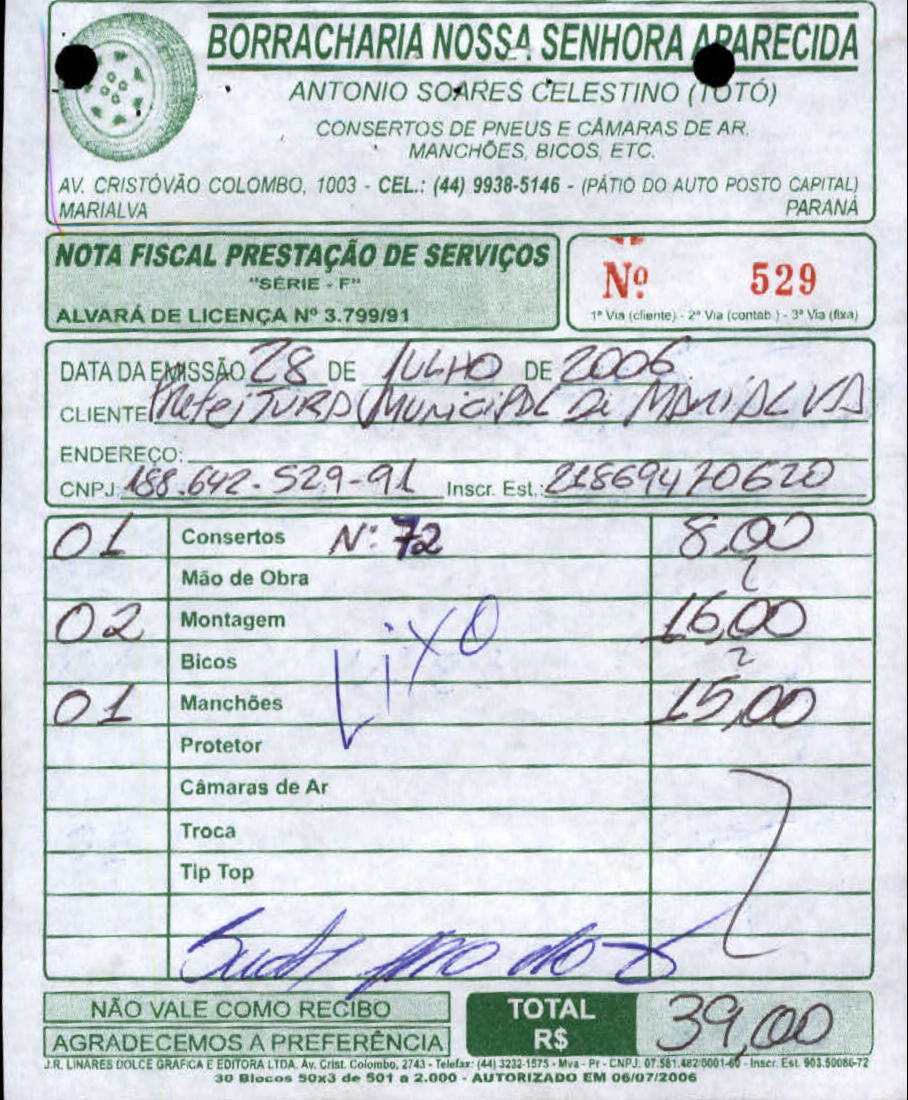 BORRACHARIA NOSSA SENHORA APARECIDA
ANTONIO SOARES CELESTINO (TOTÓ)
CONSERTOS DE PNEUS E CÂMARAS DE AR.
MANCHÕES, BICOS, ETC.
AV. CRISTÓVÃO COLOMBO, 1003 - CEL.: (44) 9938-5146 - (PÁTIO DO AUTO POSTO CAPITAL)
MARIALVA PARANÁ
NOTA FISCAL PRESTAÇÃO DE SERVIÇOS
"SÉRIE - F"
ALVARÁ DE LICENÇA Nº 3.799/91
Nº 529
1ª Via (cliente) - 2ª Via (contab.) - 3ª Via (fixa)
DATA DA EMISSÃO 28 DE JULHO DE 2006
CLIENTE PREFEITURA MUNICIPAL DE MARIALVA
ENDEREÇO:
CNPJ: 188.642.529-91 Inscr. Est.: 21869470620
01 Consertos Nº 72 8,00
Mão de Obra
02 Montagem 16,00
Lixo
Bicos
01 Manchões 15,00
Protetor
Câmaras de Ar
Troca
Tip Top
NÃO VALE COMO RECIBO
AGRADECEMOS A PREFERÊNCIA
TOTAL R$ 39,00
J.R. LINARES DOLCE GRAFICA E EDITORA LTDA. Av. Crist. Colombo, 2743 - Telefax: (44) 3232-1575 - Mva - Pr - CNPJ: 07.581.482/0001-60 - Inscr. Est. 903.50086-72
30 Blocos 50x3 de 501 a 2.000 - AUTORIZADO EM 06/07/2006